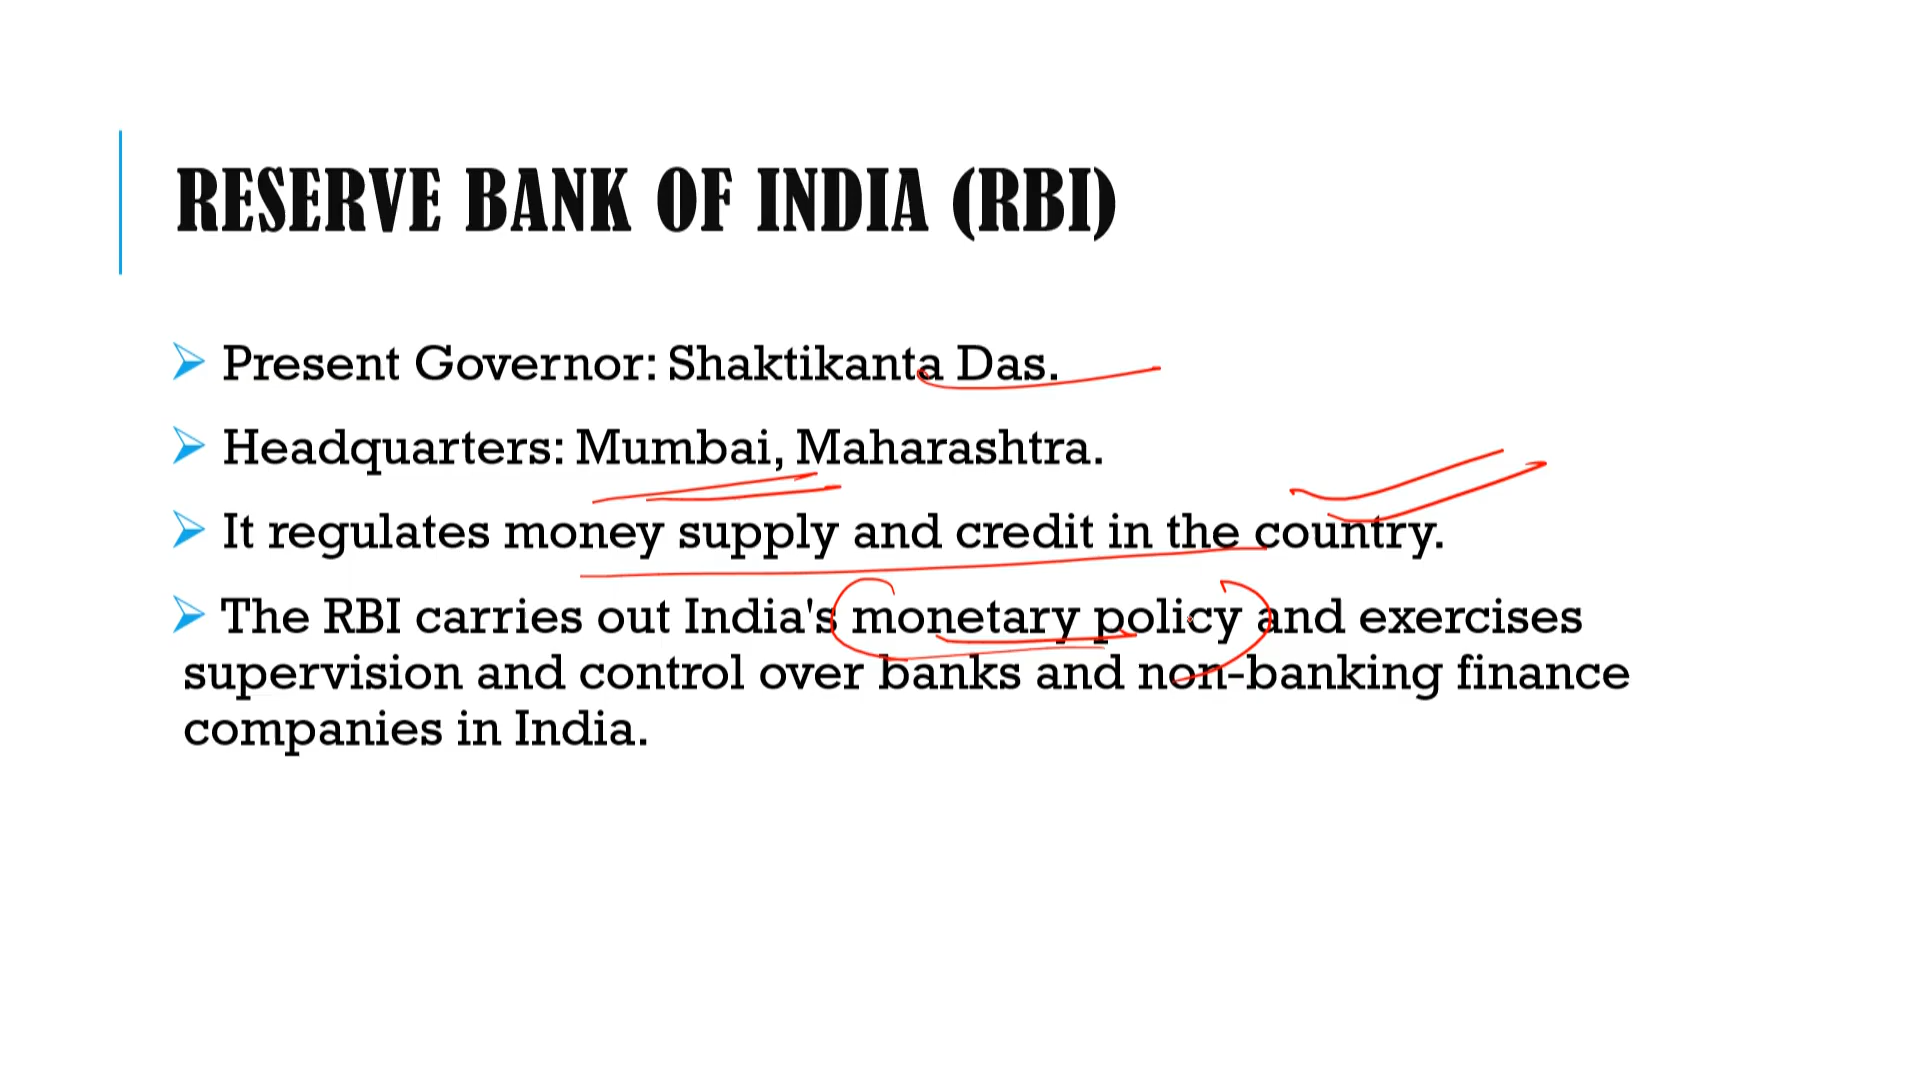 RESERVE BANK OF INDIA (RBI)
Present Governor: Shaktikanta Das.
Headquarters: Mumbai, Maharashtra.
It regulates money supply and credit in the country.
The RBI carries out India's monetary policy and exercises
supervision and control over banks and non-banking finance
companies in India.